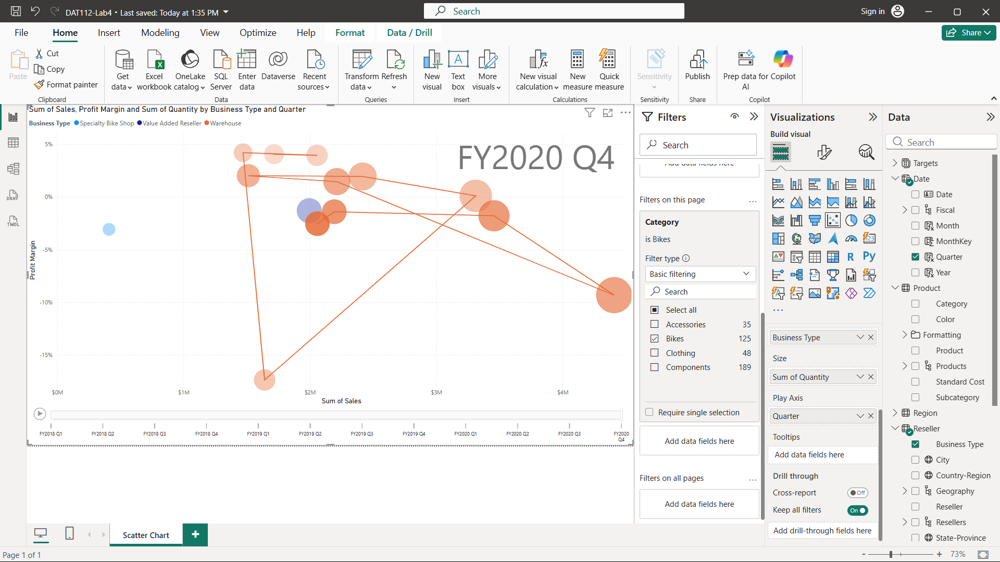 DAT112-Lab4 • Last saved: Today at 1:35 PM
Search
Sign in
File Home Insert Modeling View Optimize Help Format Data / Drill
Share
Paste
Cut
Copy
Format painter
Clipboard
Get data
Excel workbook
OneLake catalog
SQL Server
Enter data
Dataverse
Recent sources
Data
Transform data
Refresh
Queries
New visual
Text box
More visuals
Insert
New visual calculation
New measure
Quick measure
Calculations
Sensitivity
Sensitivity
Publish
Share
Prep data for AI
Copilot
Copilot
Sum of Sales, Profit Margin and Sum of Quantity by Business Type and Quarter
Business Type Specialty Bike Shop Value Added Reseller Warehouse
FY2020 Q4
5%
0%
-5%
-10%
-15%
Profit Margin
$0M $1M $2M $3M $4M
Sum of Sales
FY2018 Q1 FY2018 Q2 FY2018 Q3 FY2018 Q4 FY2019 Q1 FY2019 Q2 FY2019 Q3 FY2019 Q4 FY2020 Q1 FY2020 Q2 FY2020 Q3 FY2020 Q4
DAX
TMDL
Filters
Search
Add data fields here
Filters on this page ...
Category
is Bikes
Filter type
Basic filtering
Search
Select all
Accessories 35
Bikes 125
Clothing 48
Components 189
Require single selection
Add data fields here
Filters on all pages ...
Add data fields here
Visualizations
Build visual
123
R
Py
...
Business Type
Size
Sum of Quantity
Play Axis
Quarter
Tooltips
Add data fields here
Drill through
Cross-report Off
Keep all filters On
Add drill-through fields here
Data
Search
Targets
Date
Date
Fiscal
Month
MonthKey
Quarter
Year
Product
Category
Color
Formatting
Product
Products
Standard Cost
Subcategory
Region
Reseller
Business Type
City
Country-Region
Geography
Reseller
Resellers
State-Province
Scatter Chart
+
Page 1 of 1
- + 73%